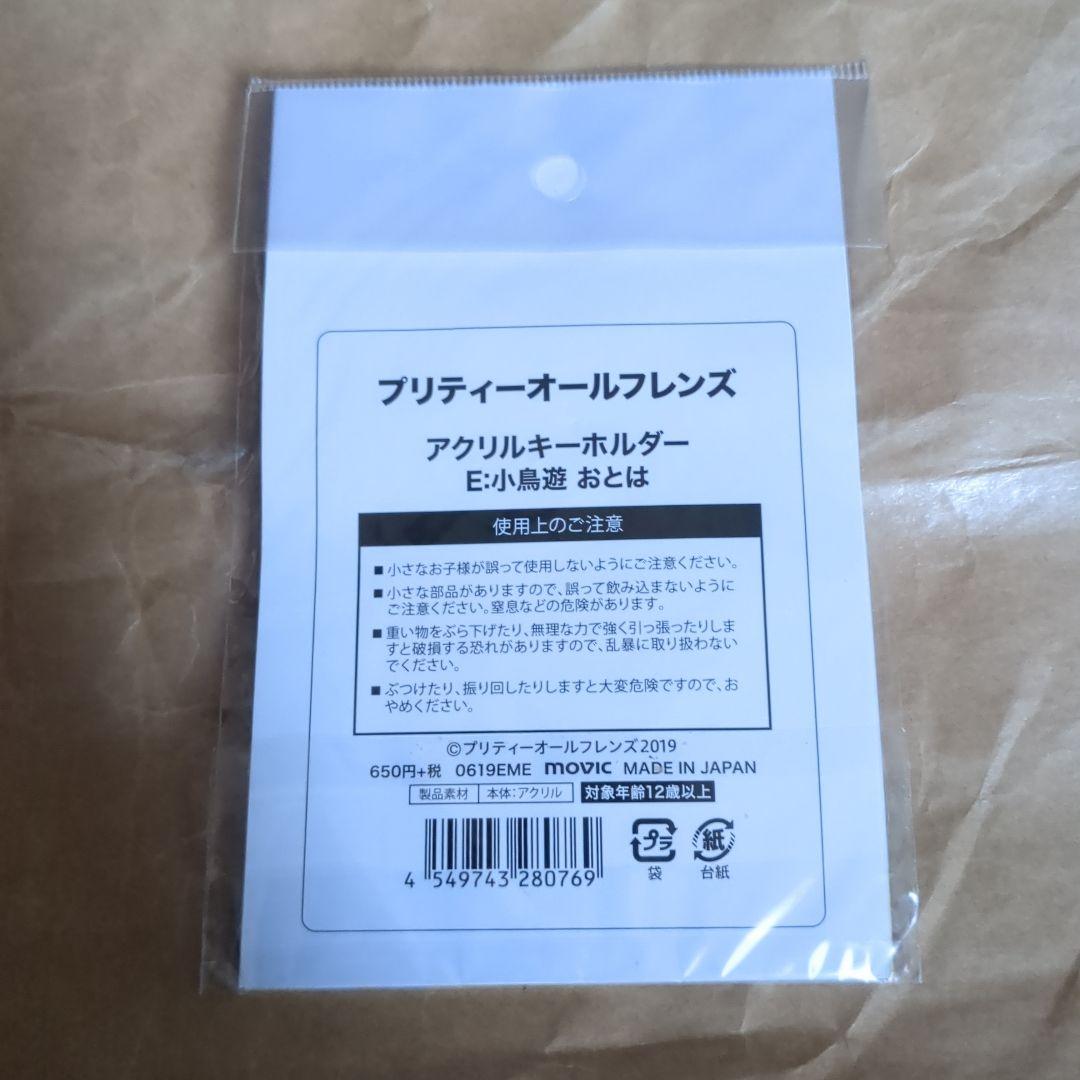 プリティーオールフレンズ
アクリルキーホルダー
E:小鳥遊 おとは
使用上のご注意
■ 小さなお子様が誤って使用しないようにご注意ください。
■ 小さな部品がありますので、誤って飲み込まないように
ご注意ください。窒息などの危険があります。
■ 重い物をぶら下げたり、無理な力で強く引っ張ったりしま
すと破損する恐れがありますので、乱暴に取り扱わない
でください。
■ ぶつけたり、振り回したりしますと大変危険ですので、お
やめください。
©プリティーオールフレンズ2019
650円+税 0619EME movic MADE IN JAPAN
製品素材 本体:アクリル 対象年齢12歳以上
プラ 紙
袋 台紙
4 549743 280769